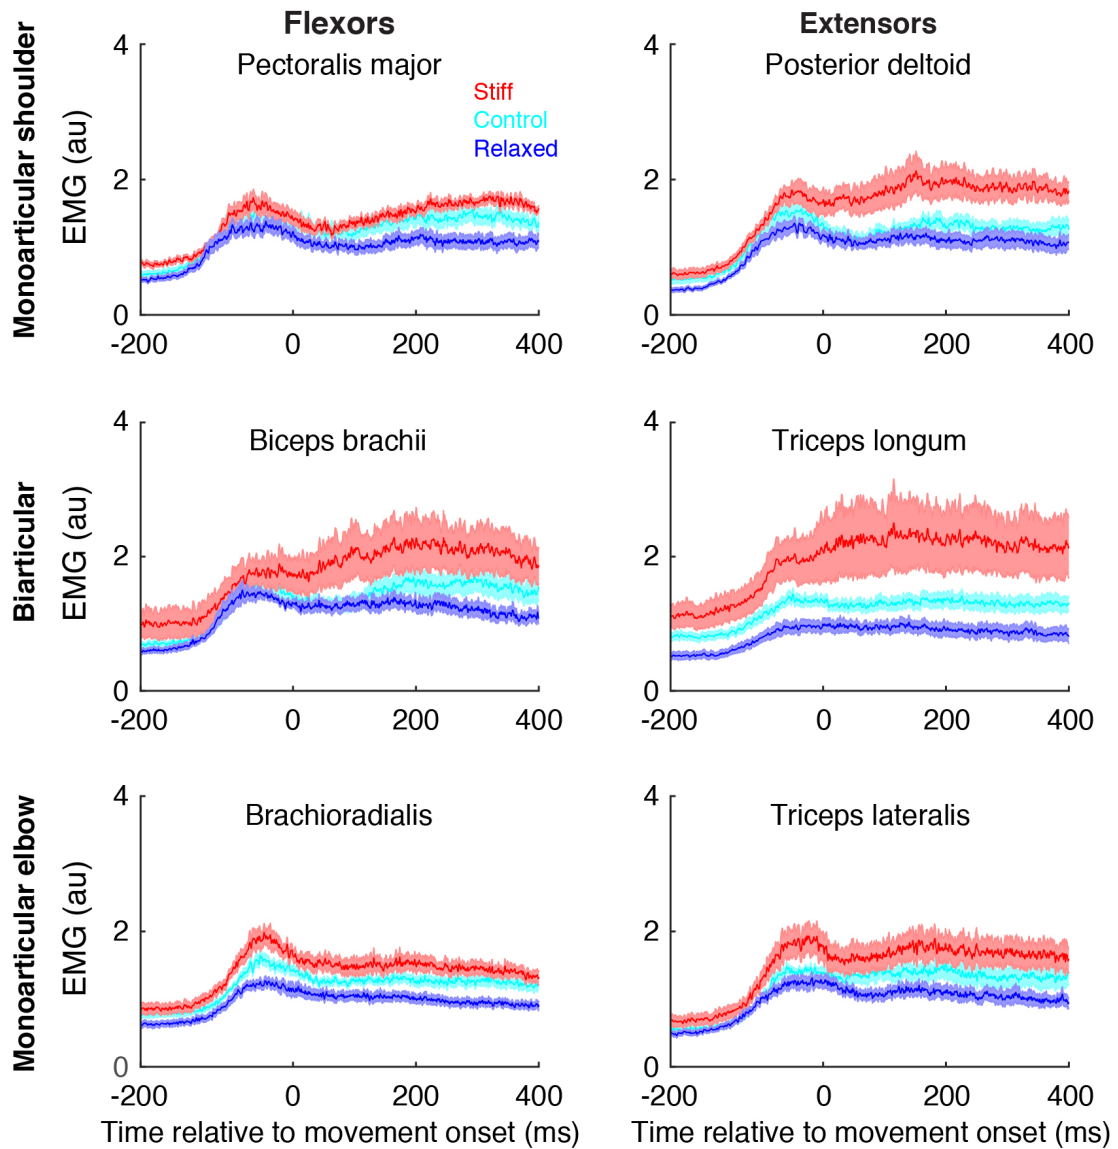 Flexors
Extensors
Monoarticular shoulder
EMG (au)
Pectoralis major
Stiff
Control
Relaxed
4
2
0
-200 0 200 400
Posterior deltoid
4
2
0
-200 0 200 400
Biarticular
EMG (au)
Biceps brachii
4
2
0
-200 0 200 400
Triceps longum
4
2
0
-200 0 200 400
Monoarticular elbow
EMG (au)
Brachioradialis
4
2
0
-200 0 200 400
Time relative to movement onset (ms)
Triceps lateralis
4
2
0
-200 0 200 400
Time relative to movement onset (ms)